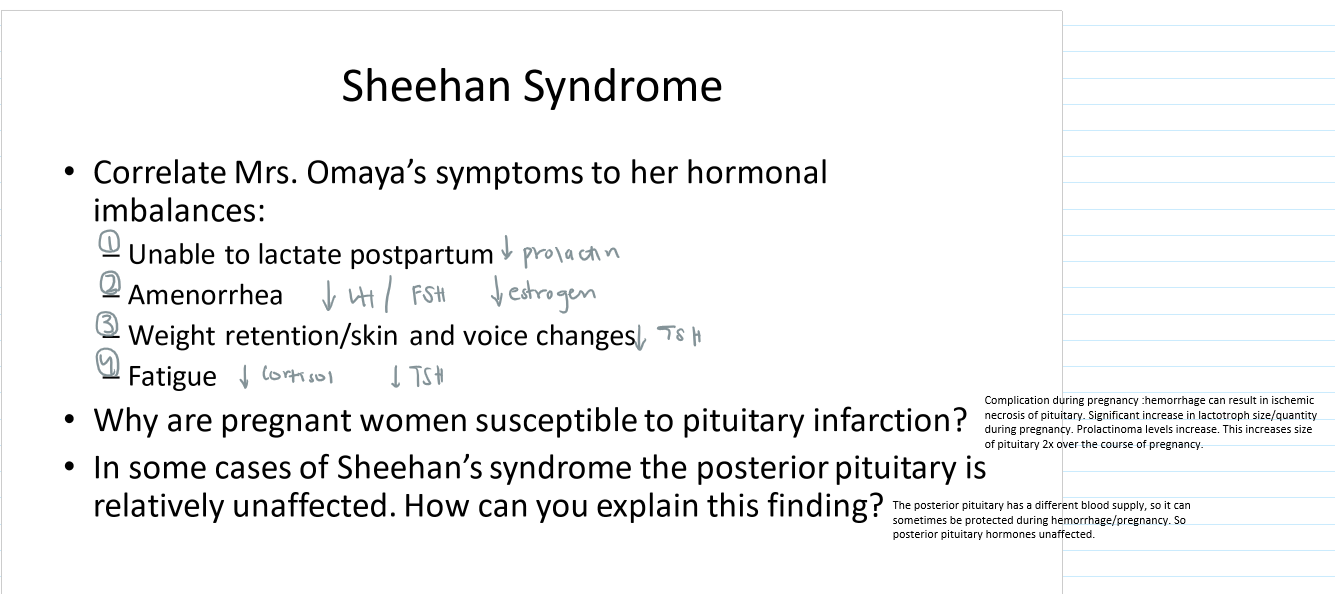 Sheehan Syndrome
• Correlate Mrs. Omaya's symptoms to her hormonal
imbalances:
① – Unable to lactate postpartum ↓ prolactin
② – Amenorrhea ↓ LH / FSH ↓ estrogen
③ – Weight retention/skin and voice changes ↓ TSH
④ – Fatigue ↓ cortisol ↓ TSH
• Why are pregnant women susceptible to pituitary infarction?
Complication during pregnancy :hemorrhage can result in ischemic
necrosis of pituitary. Significant increase in lactotroph size/quantity
during pregnancy. Prolactinoma levels increase. This increases size
of pituitary 2x over the course of pregnancy.
• In some cases of Sheehan's syndrome the posterior pituitary is
relatively unaffected. How can you explain this finding?
The posterior pituitary has a different blood supply, so it can
sometimes be protected during hemorrhage/pregnancy. So
posterior pituitary hormones unaffected.